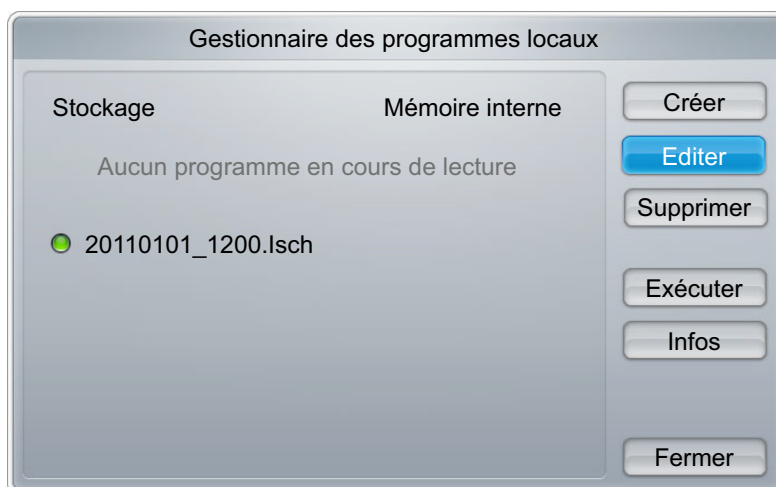 Gestionnaire des programmes locaux
Stockage Mémoire interne
Aucun programme en cours de lecture
20110101_1200.lsch
Créer
Editer
Supprimer
Exécuter
Infos
Fermer